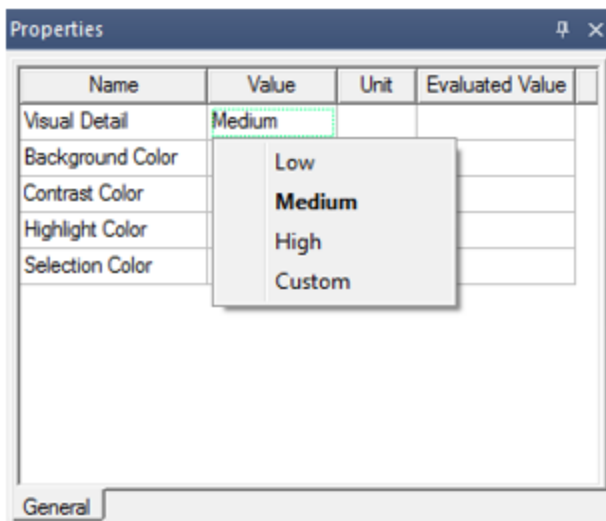 Properties
Name Value Unit Evaluated Value
Visual Detail Medium
Background Color
Contrast Color
Highlight Color
Selection Color
Low
Medium
High
Custom
General